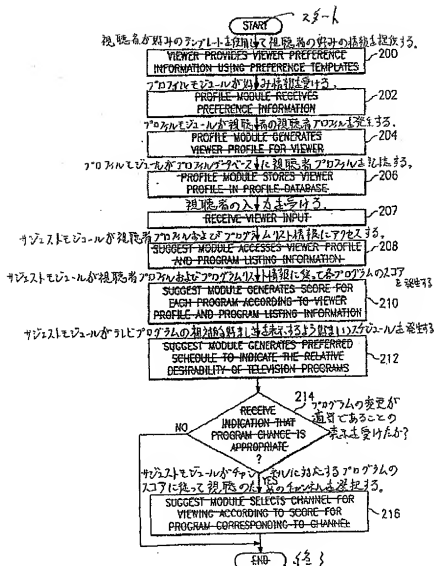 START スタート
視聴者が好みのテンプレートを使用して視聴者の好みの情報を提供する。
VIEWER PROVIDES VIEWER PREFERENCE
INFORMATION USING PREFERENCE TEMPLATES
200
プロフィルモジュールが好み情報を受ける。
PROFILE MODULE RECEIVES
PREFERENCE INFORMATION
202
プロフィルモジュールが視聴者の視聴者プロフィルを発生する。
PROFILE MODULE GENERATES
VIEWER PROFILE FOR VIEWER
204
プロフィルモジュールがプロフィルデータベースに視聴者プロフィルを記憶する。
PROFILE MODULE STORES VIEWER
PROFILE IN PROFILE DATABASE
206
視聴者の入力を受ける。
RECEIVE VIEWER INPUT
207
サジェストモジュールが視聴者プロフィルおよびプログラムリスト情報にアクセスする。
SUGGEST MODULE ACCESSES VIEWER PROFILE
AND PROGRAM LISTING INFORMATION
208
サジェストモジュールが視聴者プロフィルおよびプログラムリスト情報に従って各プログラムのスコア
を発生する
SUGGEST MODULE GENERATES SCORE FOR
EACH PROGRAM ACCORDING TO VIEWER
PROFILE AND PROGRAM LISTING INFORMATION
210
サジェストモジュールがテレビプログラムの相対的好ましさを表示するよう好ましいスケジュールを発生する
SUGGEST MODULE GENERATES PREFERRED
SCHEDULE TO INDICATE THE RELATIVE
DESIRABILITY OF TELEVISION PROGRAMS
212
214
プログラムの変更が
適当であることの
表示を受けたか?
RECEIVE
INDICATION THAT
PROGRAM CHANGE IS
APPROPRIATE
?
NO
YES
サジェストモジュールがチャンネルに対応するプログラムの
スコアに従って視聴のためのチャンネルを選択する。
SUGGEST MODULE SELECTS CHANNEL FOR
VIEWING ACCORDING TO SCORE FOR
PROGRAM CORRESPONDING TO CHANNEL
216
END 終了